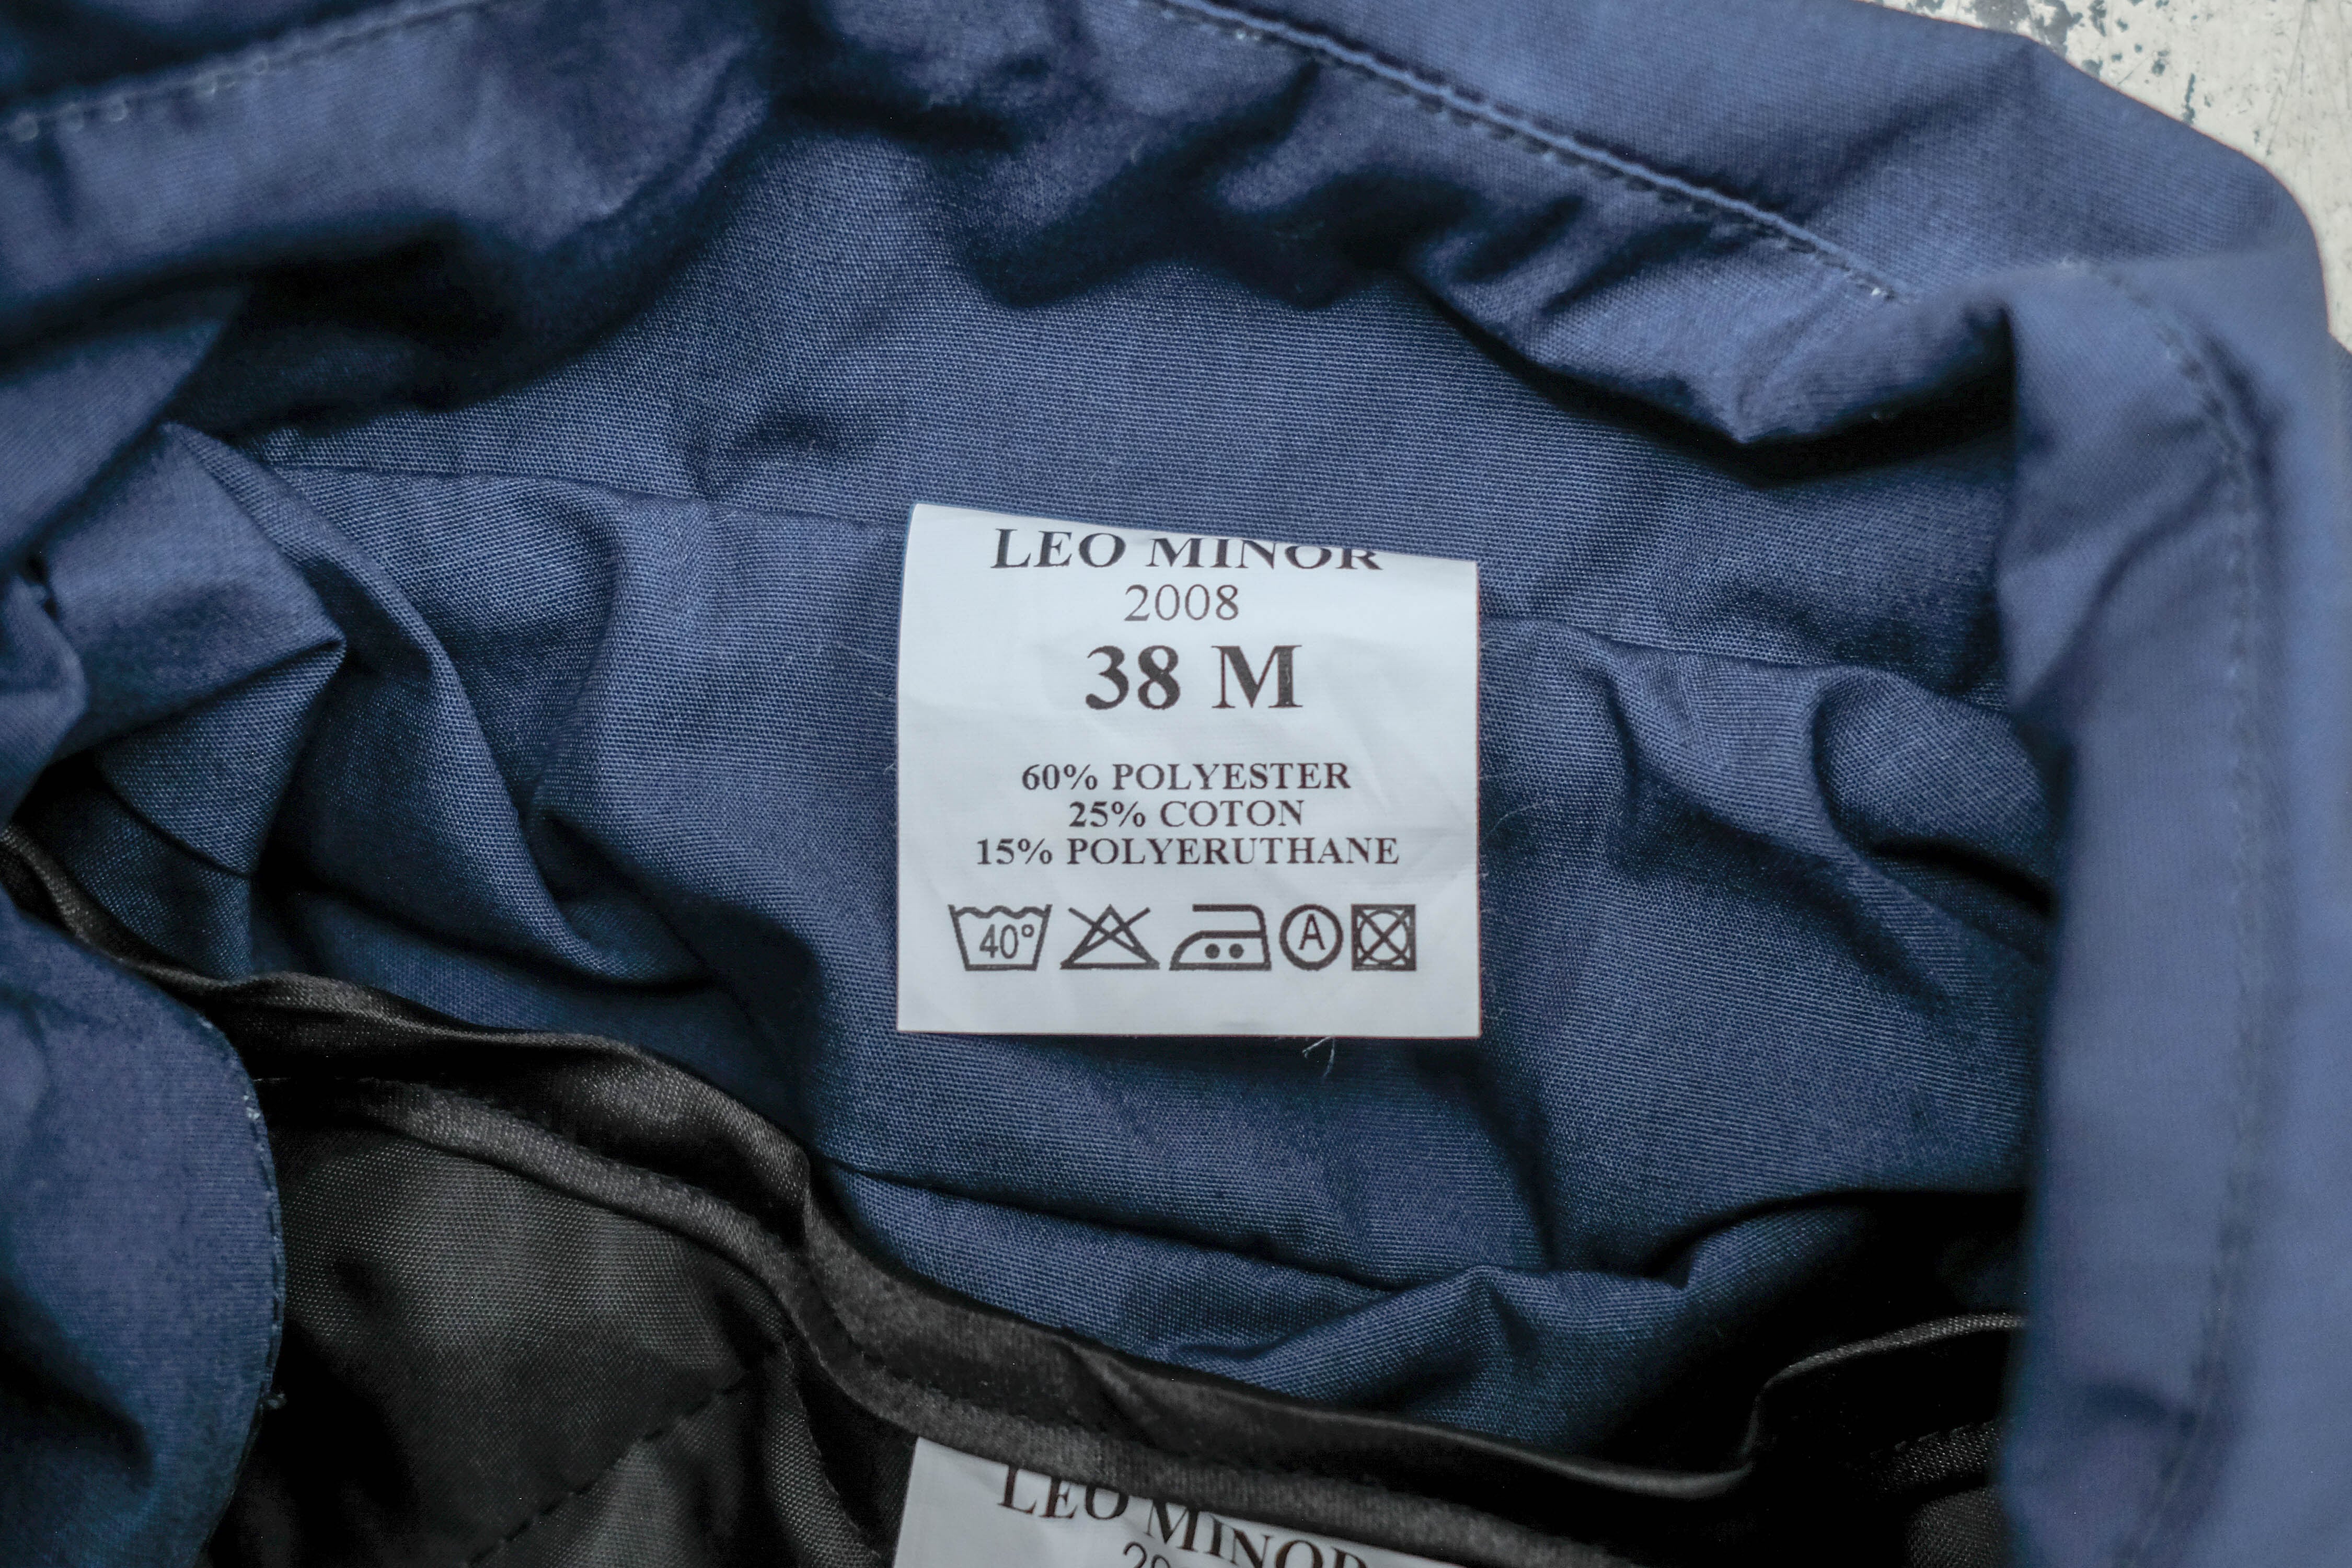 LEO MINOR
2008
38 M
60% POLYESTER
25% COTON
15% POLYERUTHANE
40° A
LEO MINOR